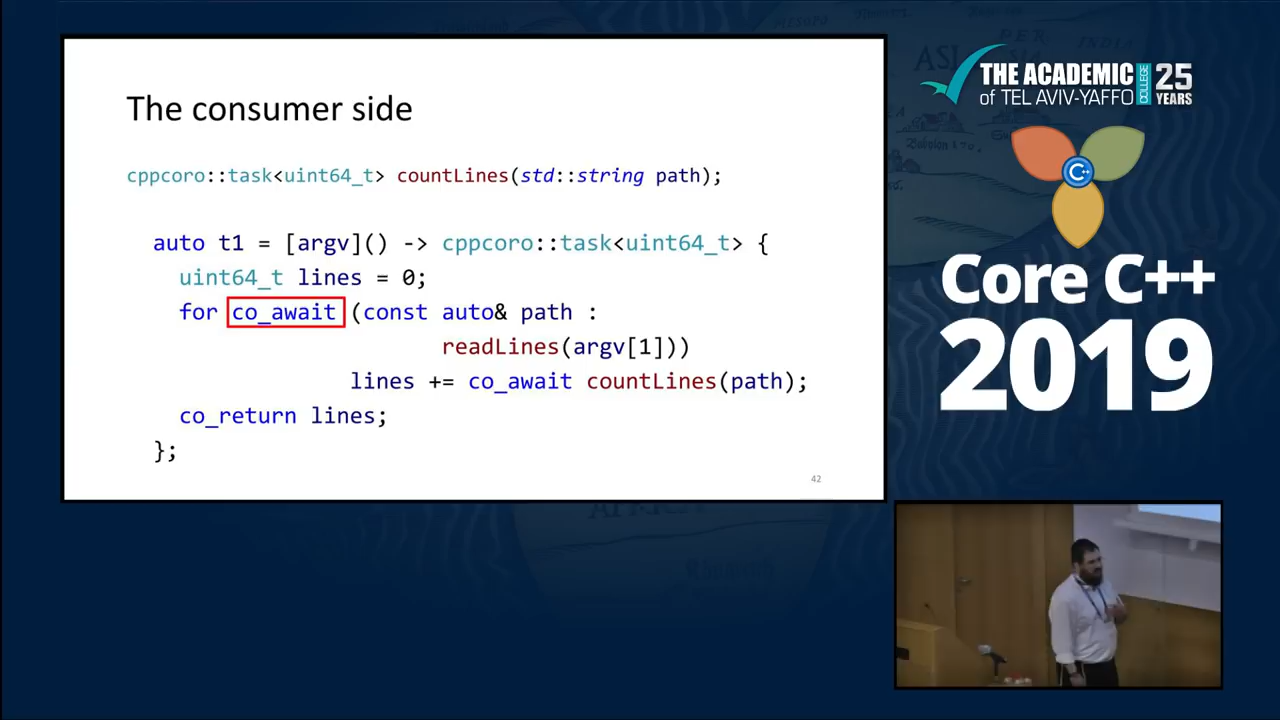 The consumer side
cppcoro::task<uint64_t> countLines(std::string path);
auto t1 = [argv]() -> cppcoro::task<uint64_t> {
uint64_t lines = 0;
for co_await (const auto& path :
readLines(argv[1]))
lines += co_await countLines(path);
co_return lines;
};
42
THE ACADEMIC
of TEL AVIV-YAFFO
COLLEGE
25
YEARS
C++
Core C++
2019